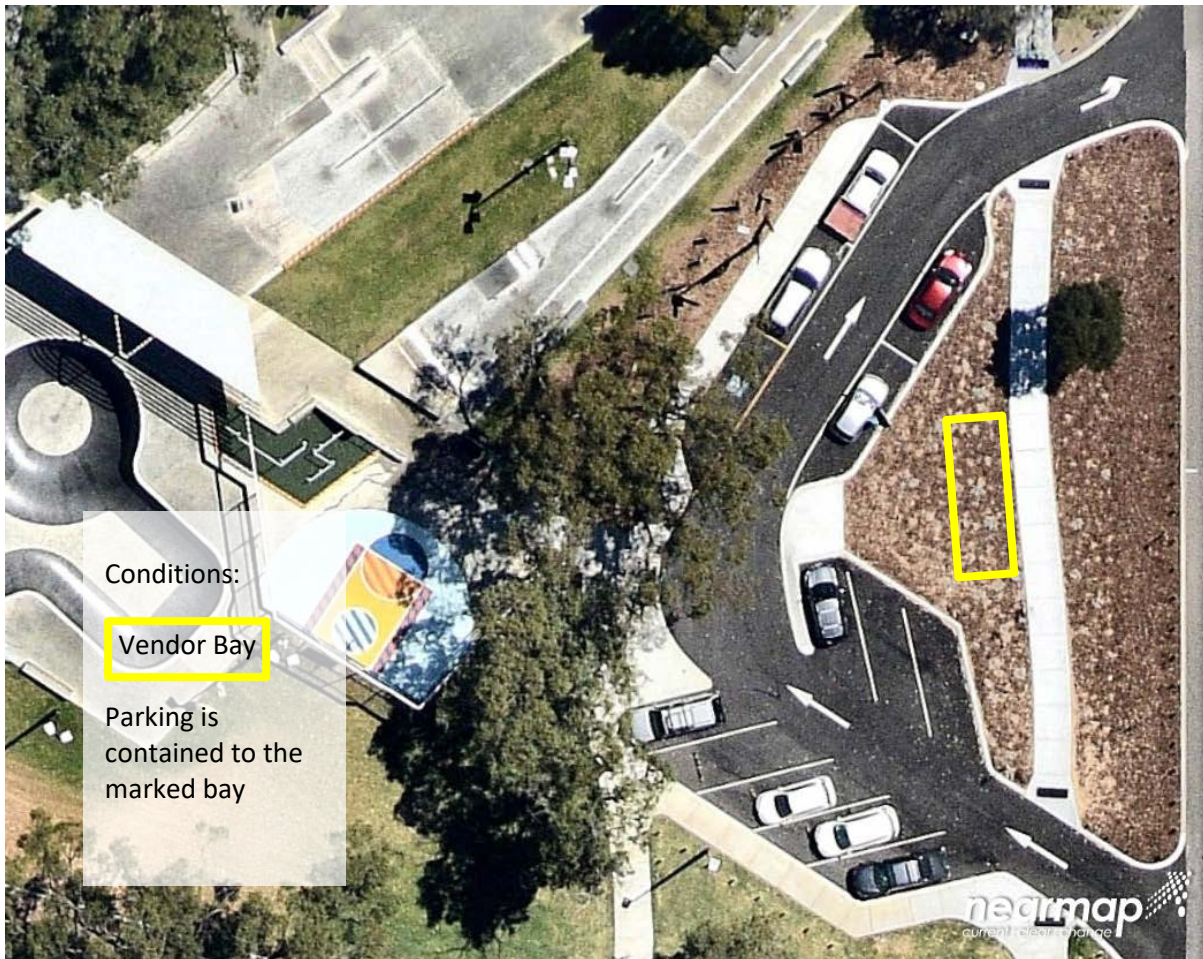 Conditions:
Vendor Bay
Parking is
contained to the
marked bay
nearmap
current clear change